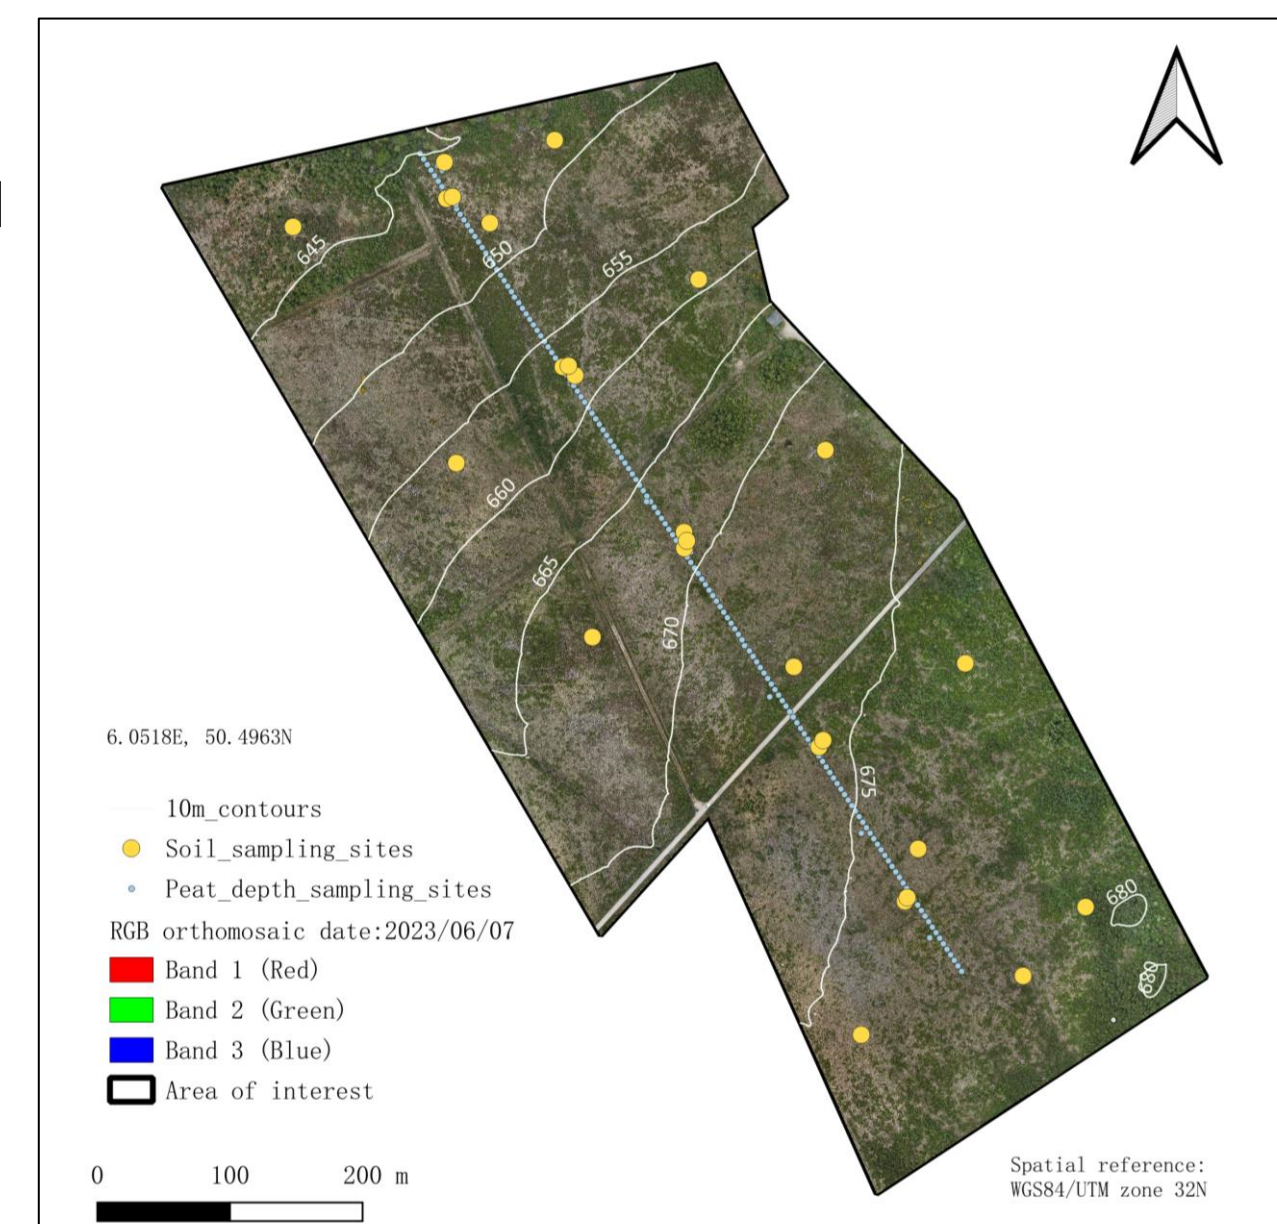 645
650
655
660
665
670
675
680
680
6.0518E, 50.4963N
10m_contours
Soil_sampling_sites
Peat_depth_sampling_sites
RGB orthomosaic date:2023/06/07
Band 1 (Red)
Band 2 (Green)
Band 3 (Blue)
Area of interest
0 100 200 m
Spatial reference:
WGS84/UTM zone 32N